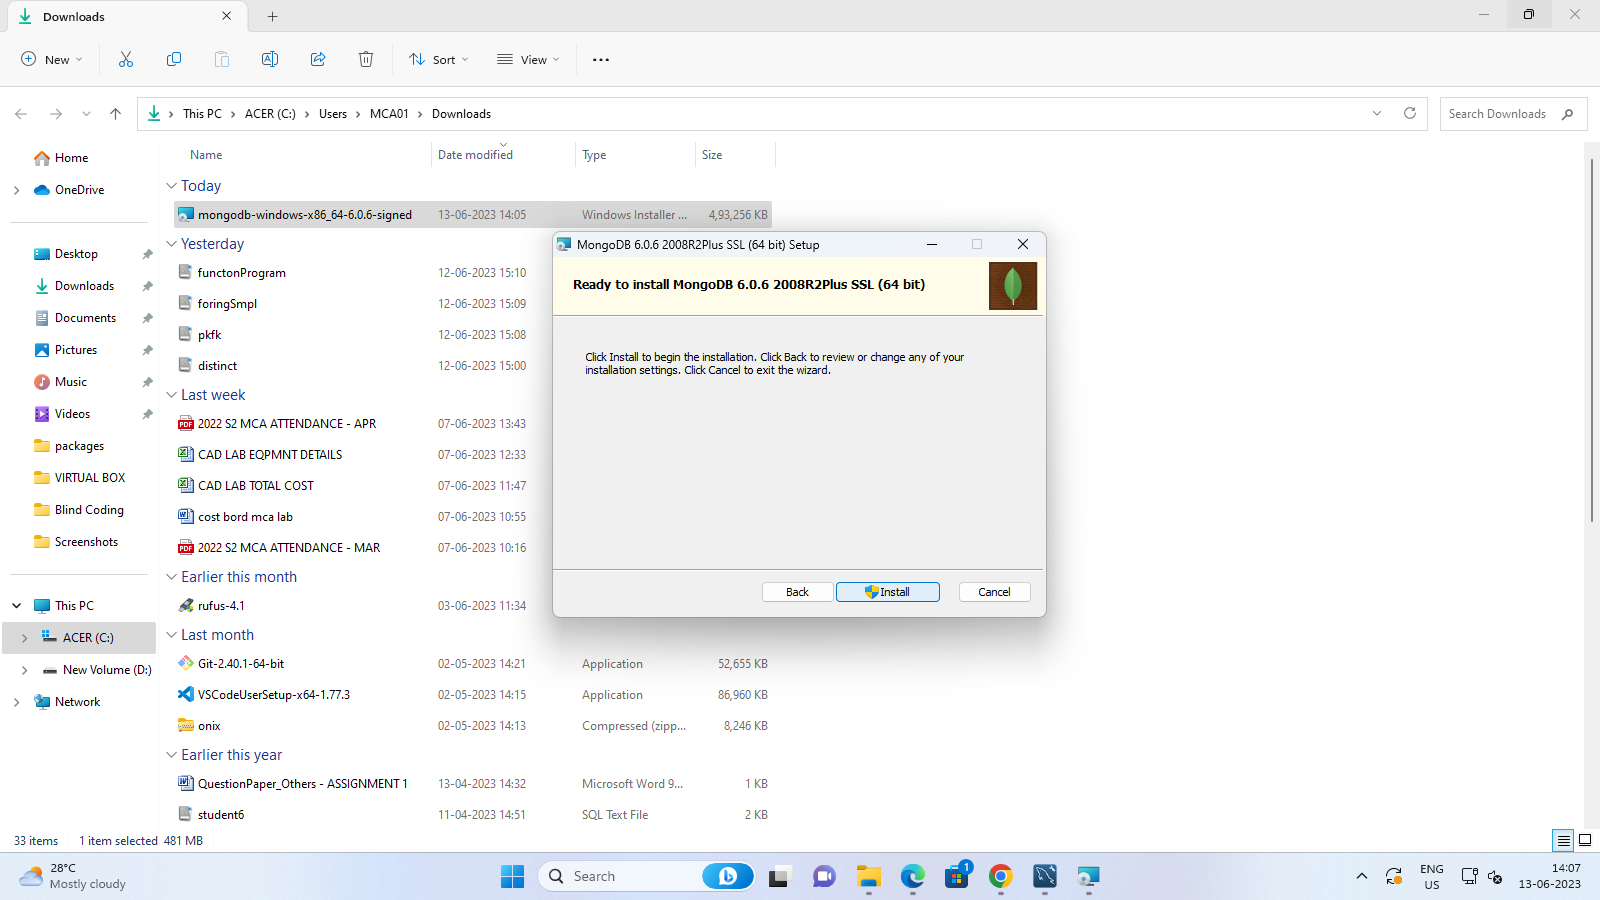 Downloads
New
Sort
View
This PC
ACER (C:)
Users
MCA01
Downloads
Search Downloads
Home
OneDrive
Desktop
Downloads
Documents
Pictures
Music
Videos
packages
VIRTUAL BOX
Blind Coding
Screenshots
This PC
ACER (C:)
New Volume (D:)
Network
Name Date modified Type Size
Today
mongodb-windows-x86_64-6.0.6-signed 13-06-2023 14:05 Windows Installer ... 4,93,256 KB
Yesterday
functonProgram 12-06-2023 15:10
foringSmpl 12-06-2023 15:09
pkfk 12-06-2023 15:08
distinct 12-06-2023 15:00
Last week
2022 S2 MCA ATTENDANCE - APR 07-06-2023 13:43
CAD LAB EQPMNT DETAILS 07-06-2023 12:33
CAD LAB TOTAL COST 07-06-2023 11:47
cost bord mca lab 07-06-2023 10:55
2022 S2 MCA ATTENDANCE - MAR 07-06-2023 10:16
Earlier this month
rufus-4.1 03-06-2023 11:34
Last month
Git-2.40.1-64-bit 02-05-2023 14:21 Application 52,655 KB
VSCodeUserSetup-x64-1.77.3 02-05-2023 14:15 Application 86,960 KB
onix 02-05-2023 14:13 Compressed (zipp... 8,246 KB
Earlier this year
QuestionPaper_Others - ASSIGNMENT 1 13-04-2023 14:32 Microsoft Word 9... 1 KB
student6 11-04-2023 14:51 SQL Text File 2 KB
MongoDB 6.0.6 2008R2Plus SSL (64 bit) Setup
Ready to install MongoDB 6.0.6 2008R2Plus SSL (64 bit)
Click Install to begin the installation. Click Back to review or change any of your
installation settings. Click Cancel to exit the wizard.
Back
Install
Cancel
33 items 1 item selected 481 MB
28°C
Mostly cloudy
Search
1
ENG
US
14:07
13-06-2023